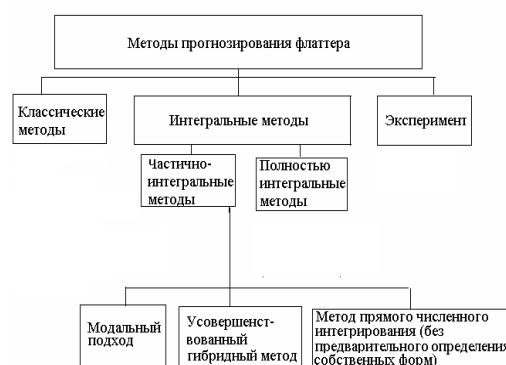 Методы прогнозирования флаттера
Классические
методы
Интегральные методы
Эксперимент
Частично-
интегральные
методы
Полностью
интегральные
методы
Модальный
подход
Усовершенст-
вованный
гибридный метод
Метод прямого численного
интегрирования (без
предварительного определения
собственных форм)